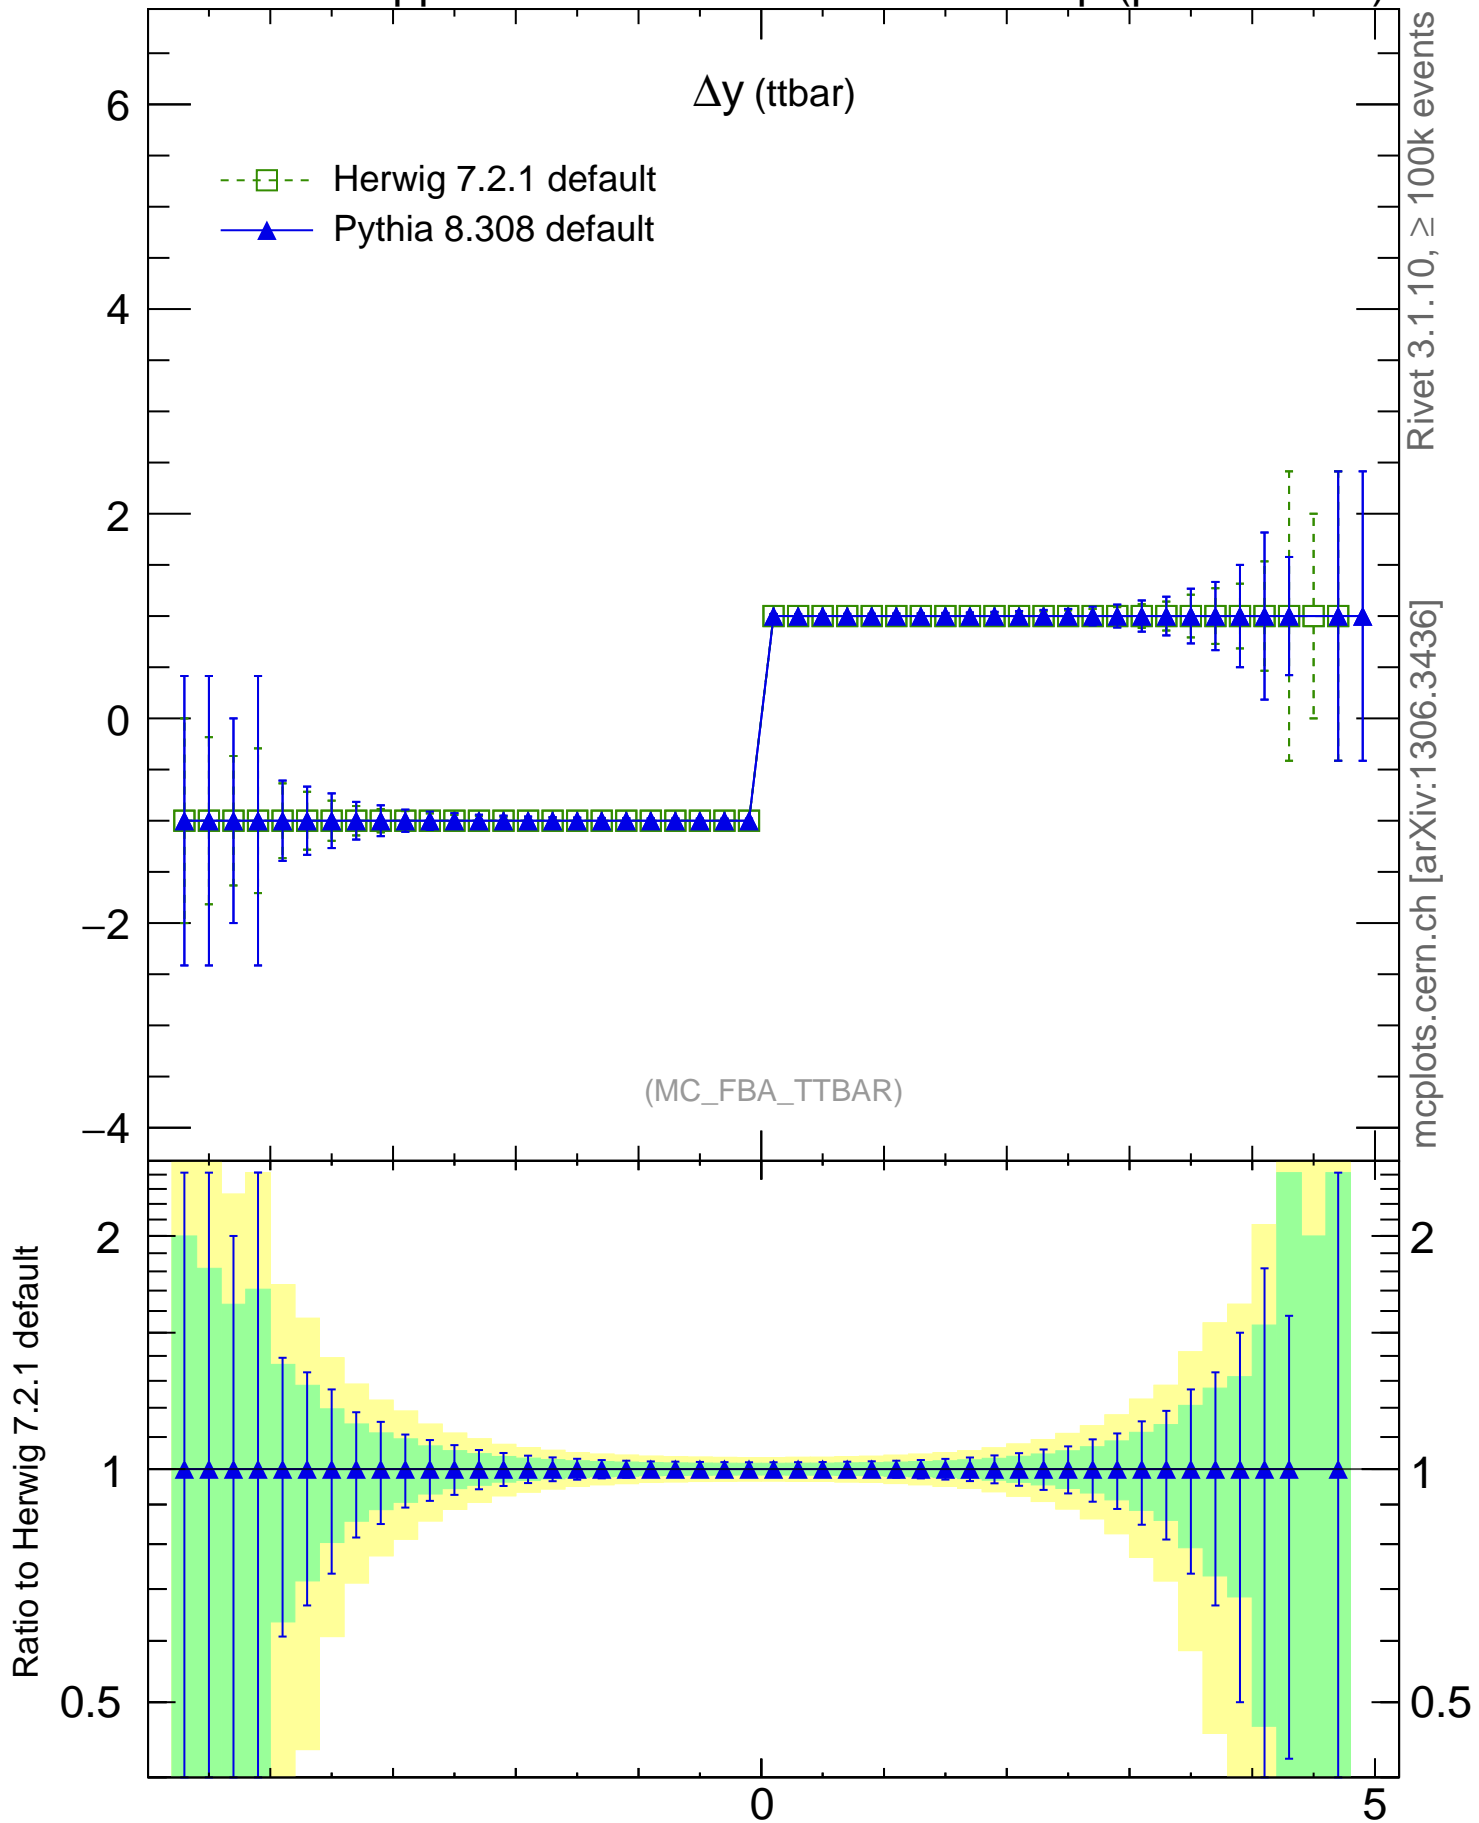 Δy (ttbar)
Herwig 7.2.1 default
Pythia 8.308 default
6
4
2
0
−2
−4
(MC_FBA_TTBAR)
Rivet 3.1.10, ≥ 100k events
mcplots.cern.ch [arXiv:1306.3436]
Ratio to Herwig 7.2.1 default
2
1
0.5
2
1
0.5
0
5